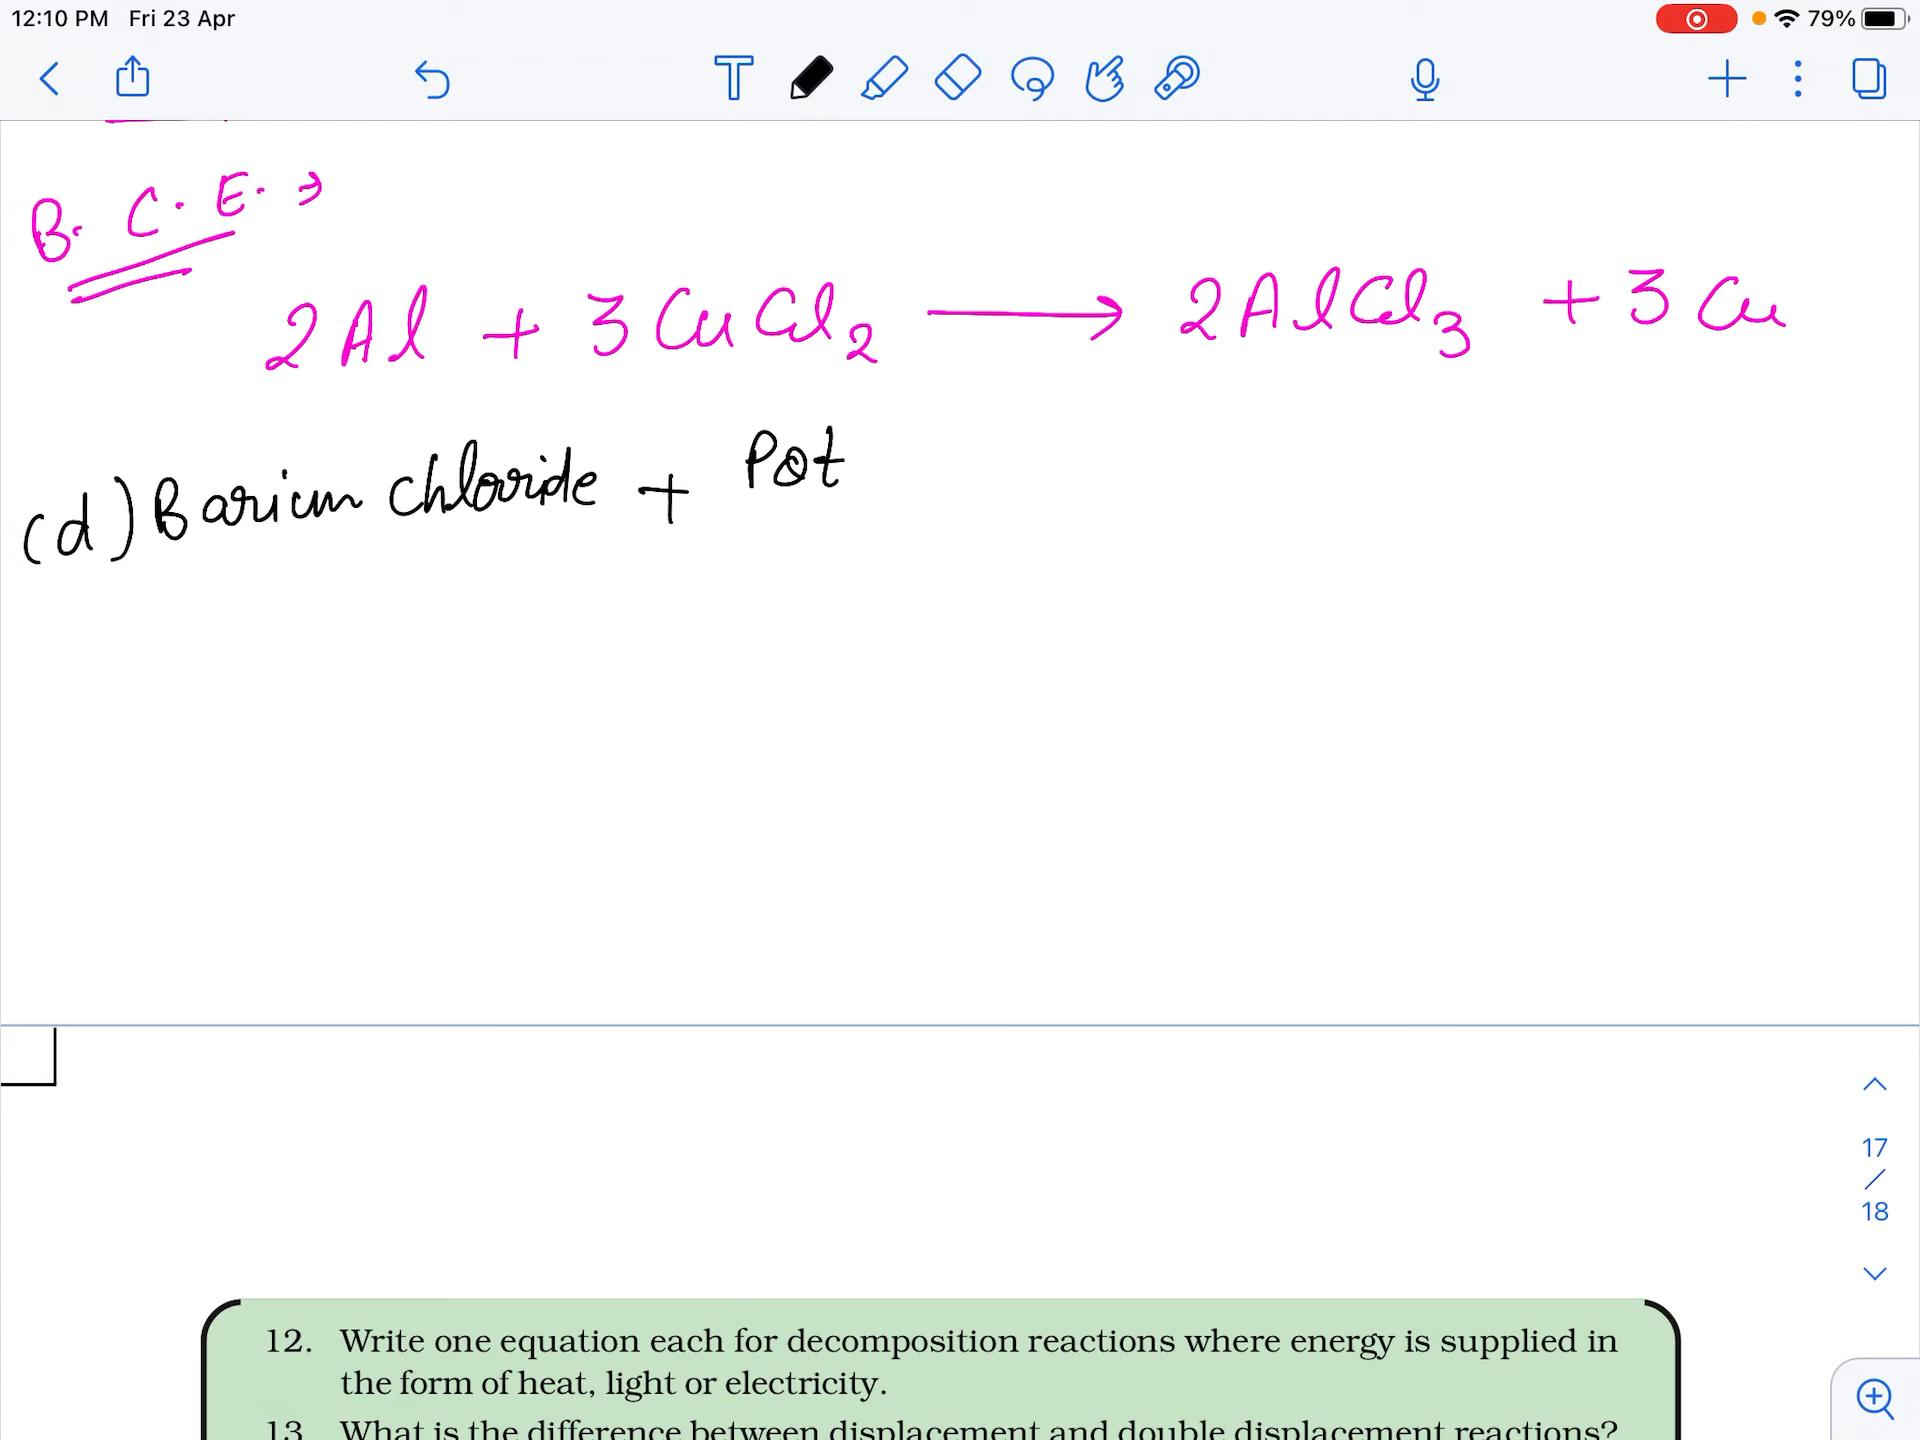 12:10 PM Fri 23 Apr 79%
B. C. E. →
2Al + 3CuCl₂ ⟶ 2AlCl₃ + 3Cu
(d) Barium chloride + Pot
17
/
18
12. Write one equation each for decomposition reactions where energy is supplied in
the form of heat, light or electricity.
13. What is the difference between displacement and double displacement reactions?